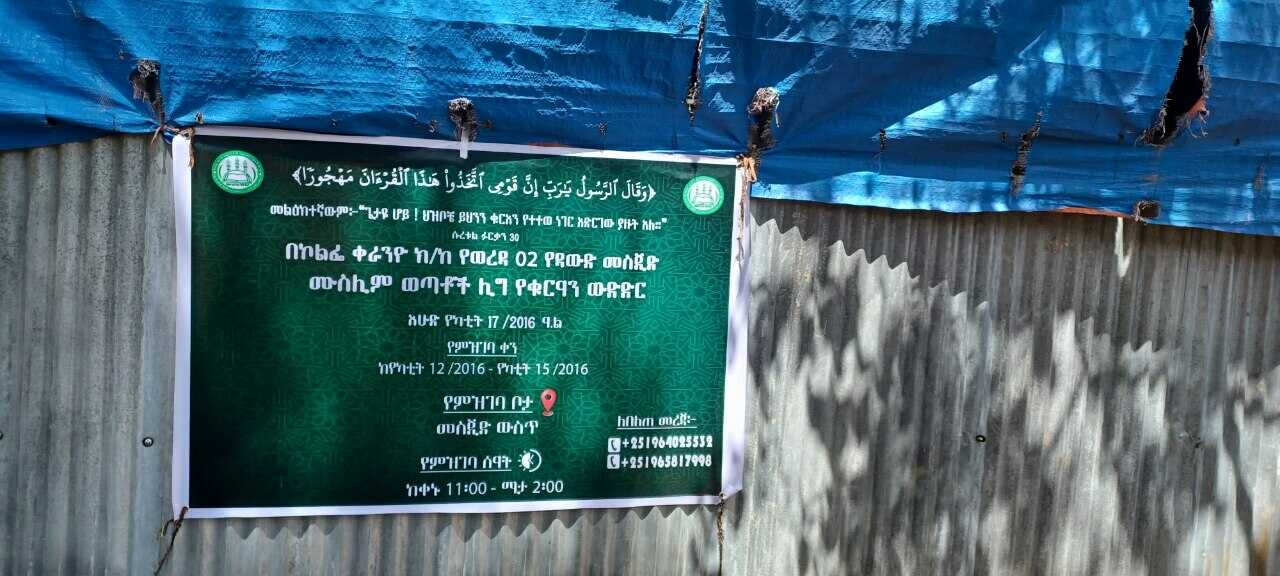 ﴿وَقَالَ ٱلرَّسُولُ يَٰرَبِّ إِنَّ قَوْمِى ٱتَّخَذُوا۟ هَٰذَا ٱلْقُرْءَانَ مَهْجُورًا﴾
መልዕክተኛውም፦"ጌታዬ ሆይ ! ህዝቦቼ ይህንን ቁርአን የተተወ ነገር አድርገው ያዙት አለ።"
ሱረቱል ፉርቃን 30
በኮልፌ ቀራንዮ ክ/ከ የወረዳ 02 የዳውድ መስጂድ
ሙስሊም ወጣቶች ሊግ የቁርዓን ውድድር
እሁድ የካቲት 17 /2016 ዓ.ል
የምዝገባ ቀን
ከየካቲት 12 /2016 - የካቲት 15 /2016
የምዝገባ ቦታ
መስጂድ ውስጥ
የምዝገባ ሰዓት
ከቀኑ 11፡00 - ማታ 2፡00
ለበለጠ መረጃ፦
+251964025532
+251965817998